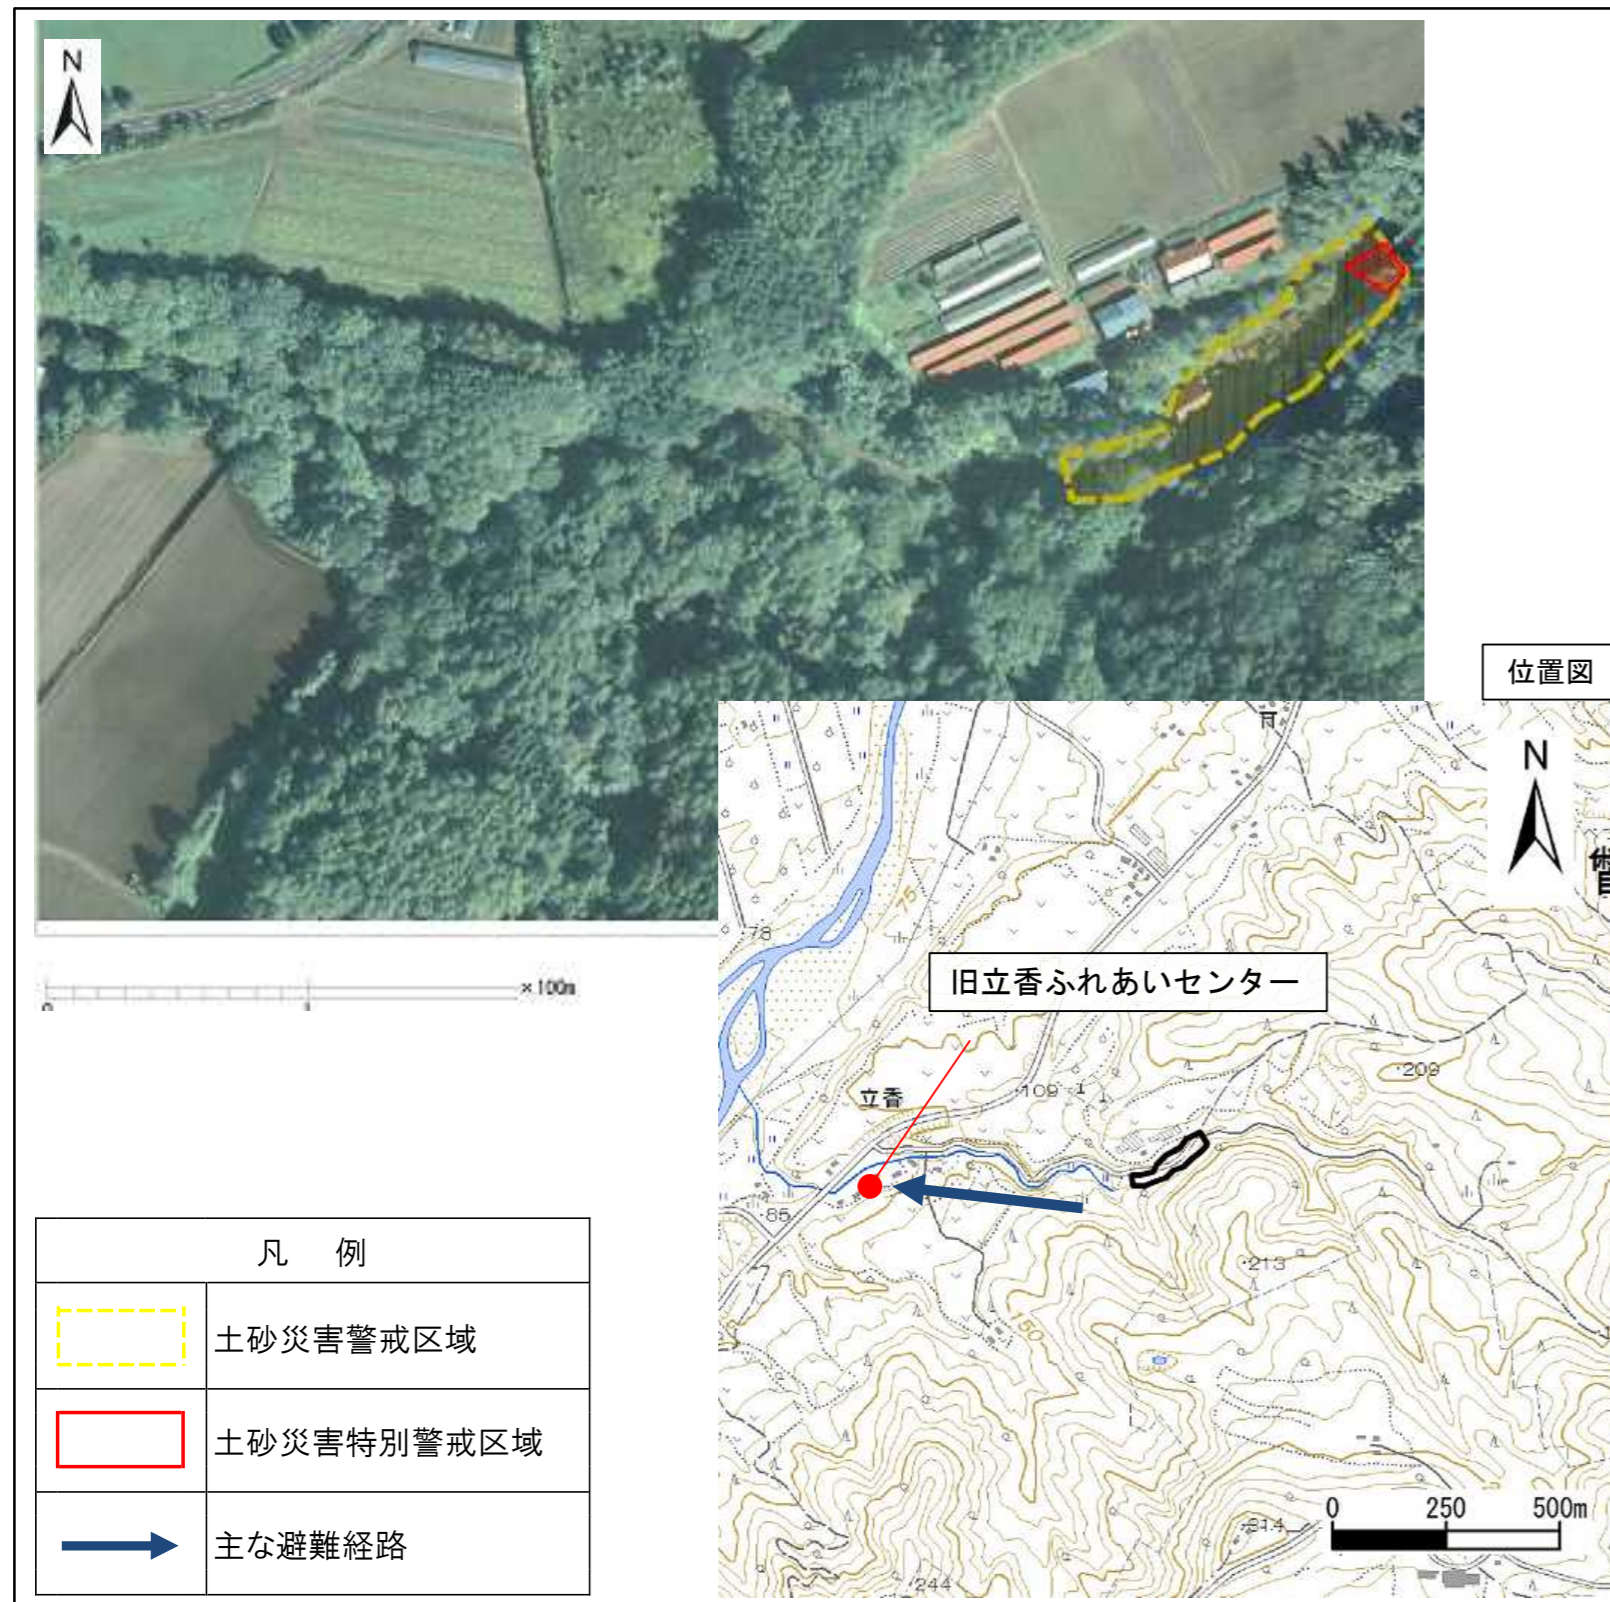 N
位置図
N
75
78
旧立香ふれあいセンター
×100m
0
1
209
109
立香
85
213
150
凡 例
土砂災害警戒区域
土砂災害特別警戒区域
主な避難経路
0 250 500m
314
244